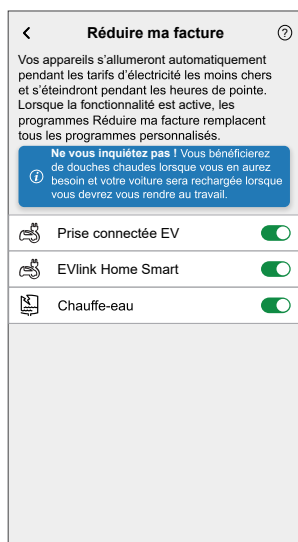 Réduire ma facture
Vos appareils s'allumeront automatiquement
pendant les tarifs d'électricité les moins chers
et s'éteindront pendant les heures de pointe.
Lorsque la fonctionnalité est active, les
programmes Réduire ma facture remplacent
tous les programmes personnalisés.
Ne vous inquiétez pas ! Vous bénéficierez
de douches chaudes lorsque vous en aurez
besoin et votre voiture sera rechargée lorsque
vous devrez vous rendre au travail.
Prise connectée EV
EVlink Home Smart
Chauffe-eau